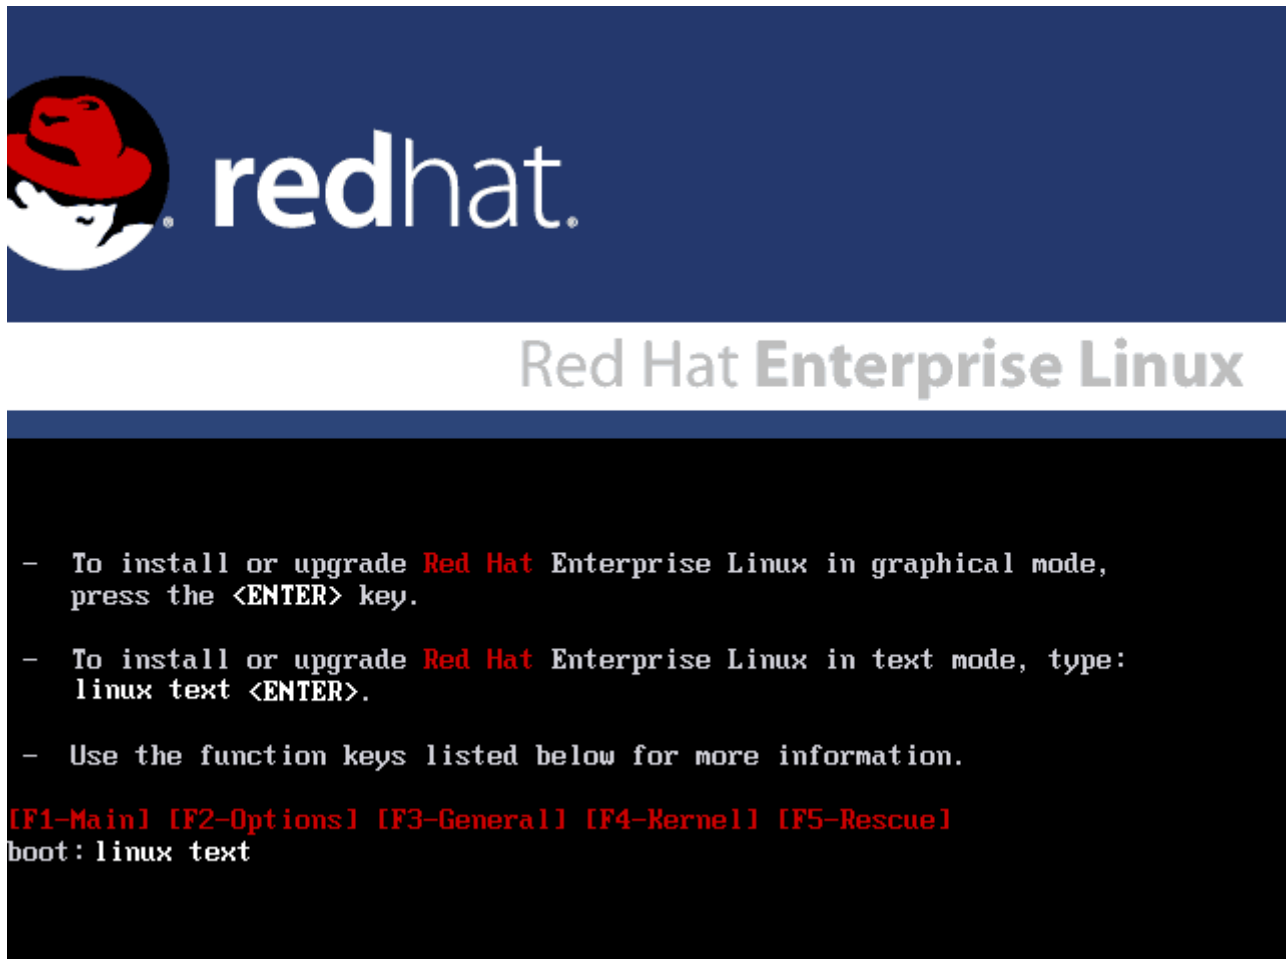 redhat.
Red Hat Enterprise Linux
- To install or upgrade Red Hat Enterprise Linux in graphical mode,
press the <ENTER> key.
- To install or upgrade Red Hat Enterprise Linux in text mode, type:
linux text <ENTER>.
- Use the function keys listed below for more information.
[F1-Main] [F2-Options] [F3-General] [F4-Kernel] [F5-Rescue]
boot: linux text